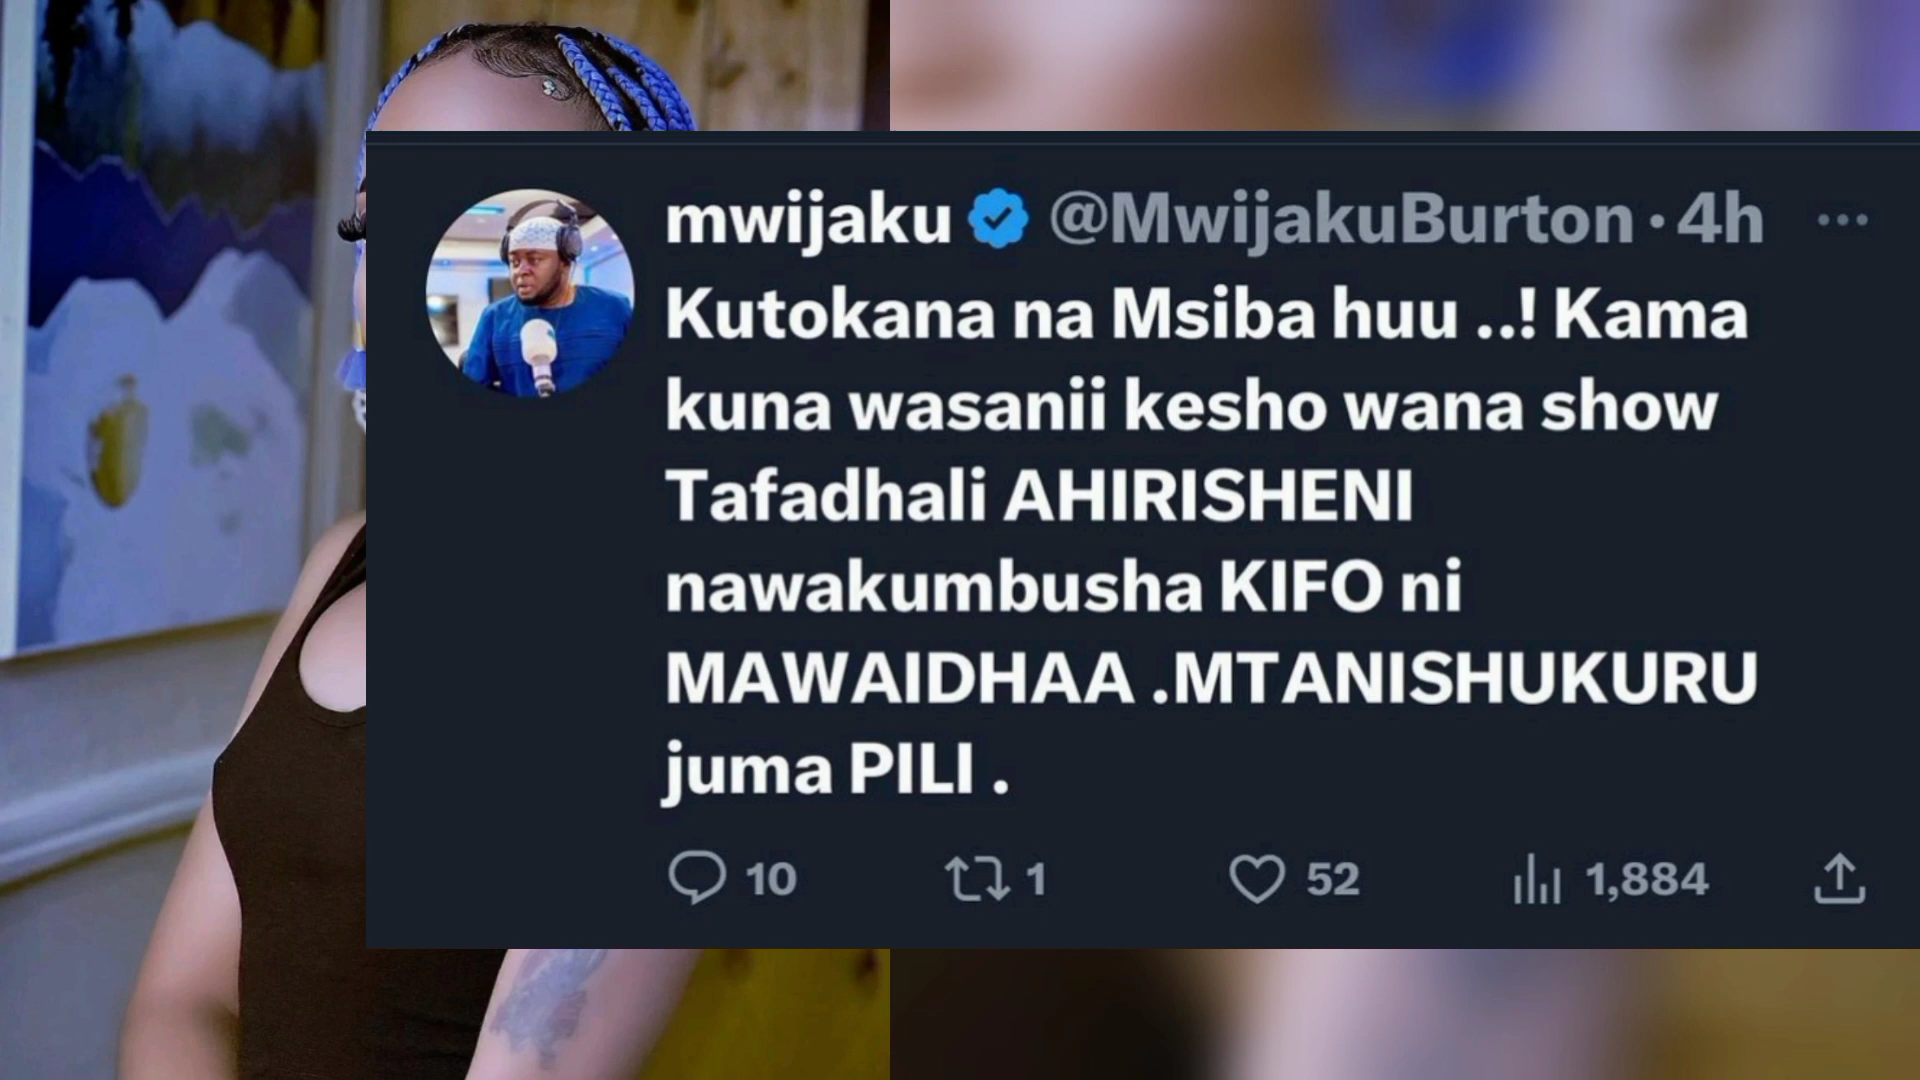 mwijaku @MwijakuBurton · 4h
Kutokana na Msiba huu ..! Kama
kuna wasanii kesho wana show
Tafadhali AHIRISHENI
nawakumbusha KIFO ni
MAWAIDHAA .MTANISHUKURU
juma PILI .
10 1 52 1,884